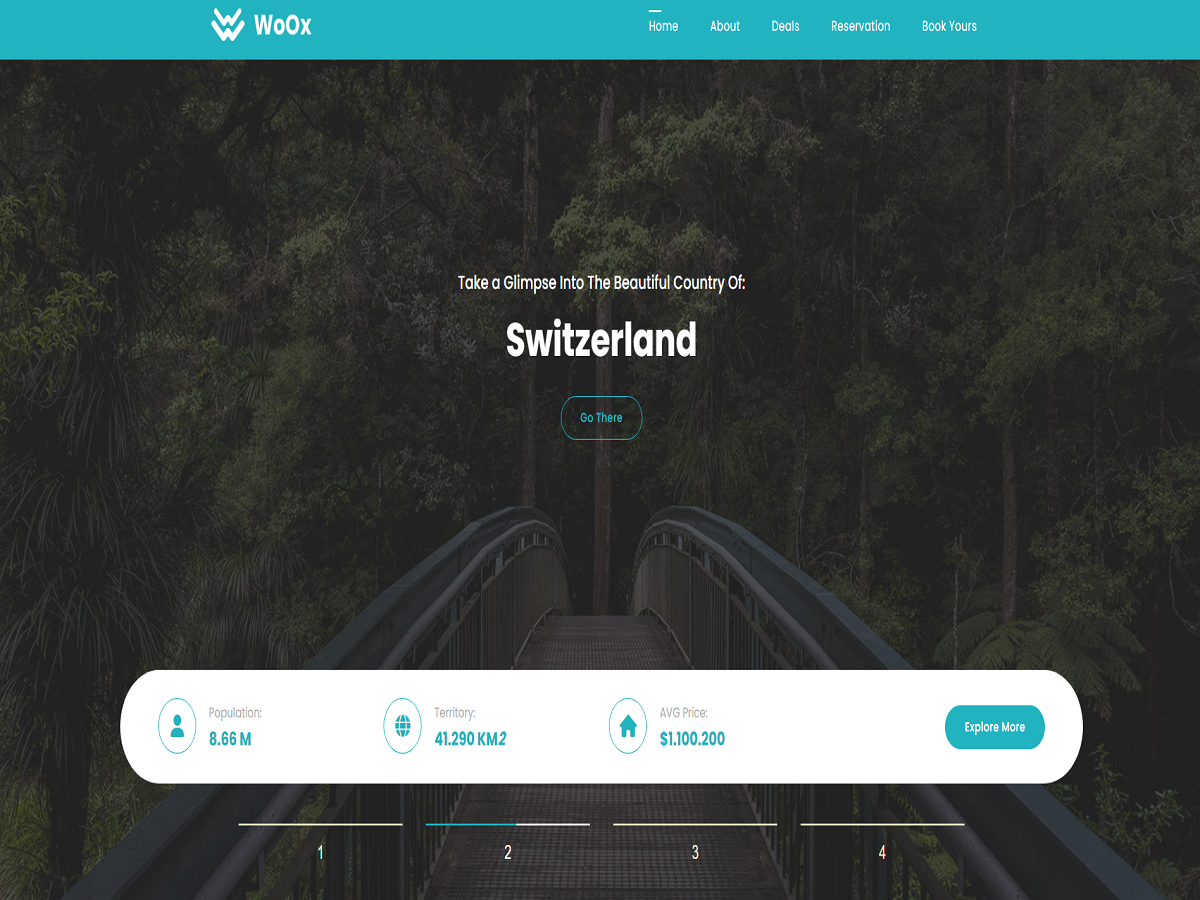 WoOx
Home About Deals Reservation Book Yours
Take a Glimpse Into The Beautiful Country Of:
Switzerland
Go There
Population:
8.66 M
Territory:
41.290 KM2
AVG Price:
$1.100.200
Explore More
1 2 3 4